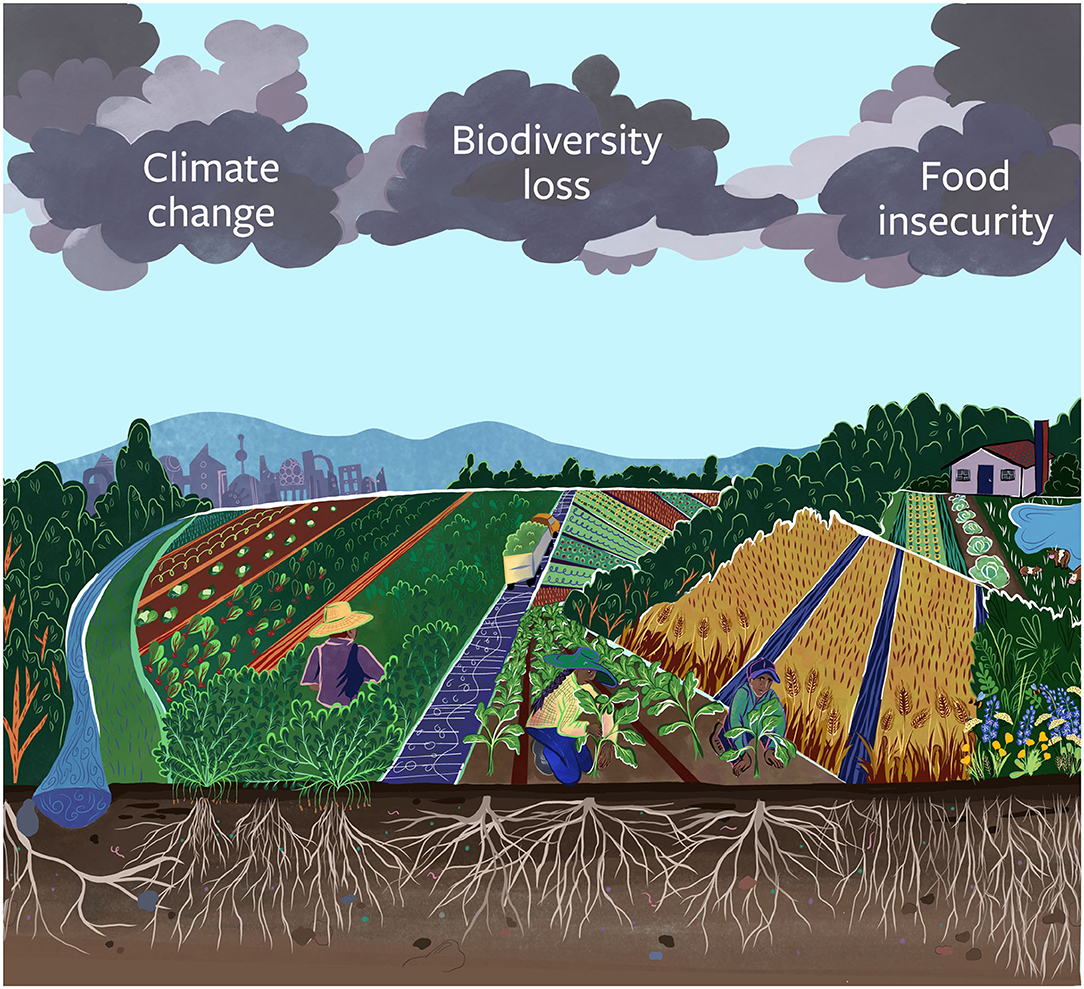 Climate
change
Biodiversity
loss
Food
insecurity